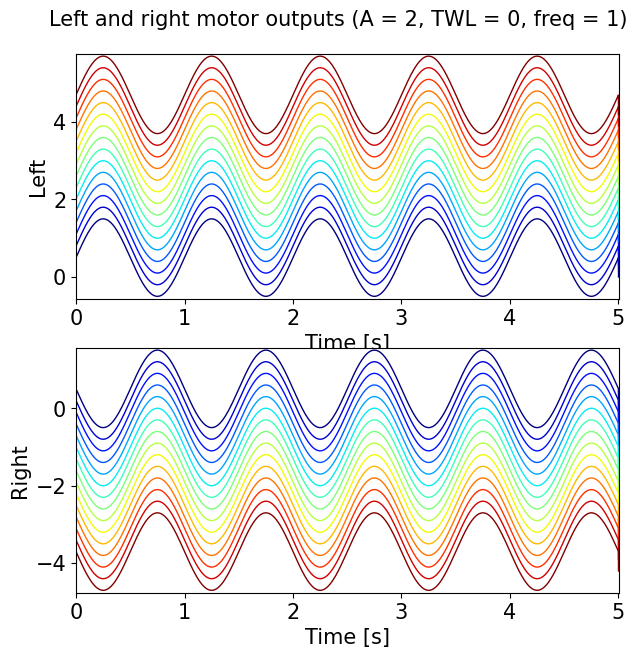 Left and right motor outputs (A = 2, TWL = 0, freq = 1)
4
2
0
Left
0 1 2 3 4 5
Time [s]
0
−2
−4
Right
0 1 2 3 4 5
Time [s]